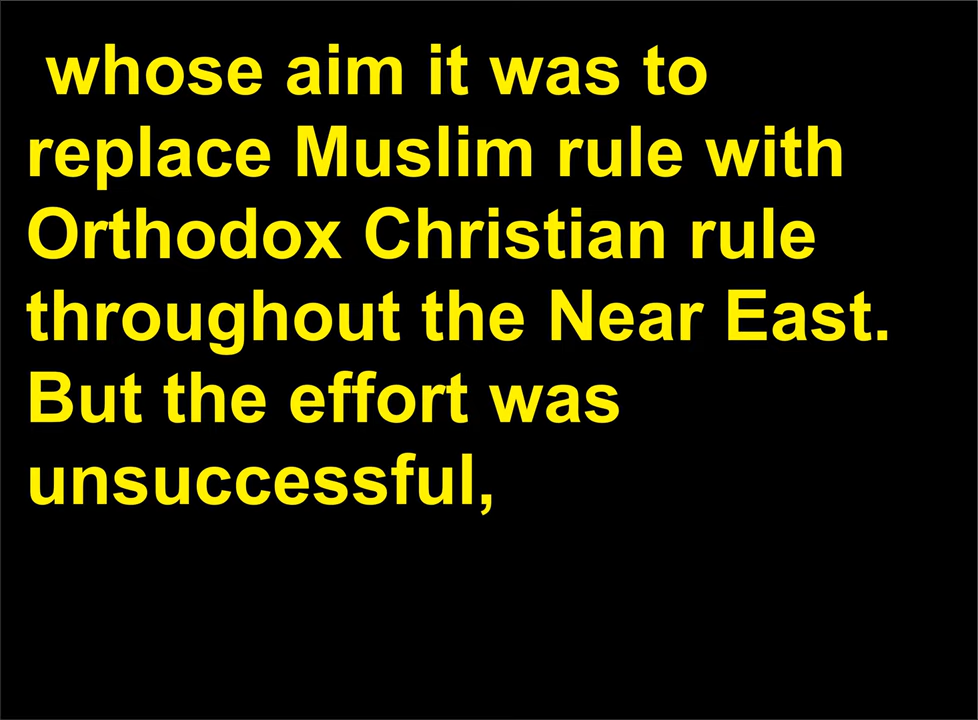 whose aim it was to
replace Muslim rule with
Orthodox Christian rule
throughout the Near East.
But the effort was
unsuccessful,